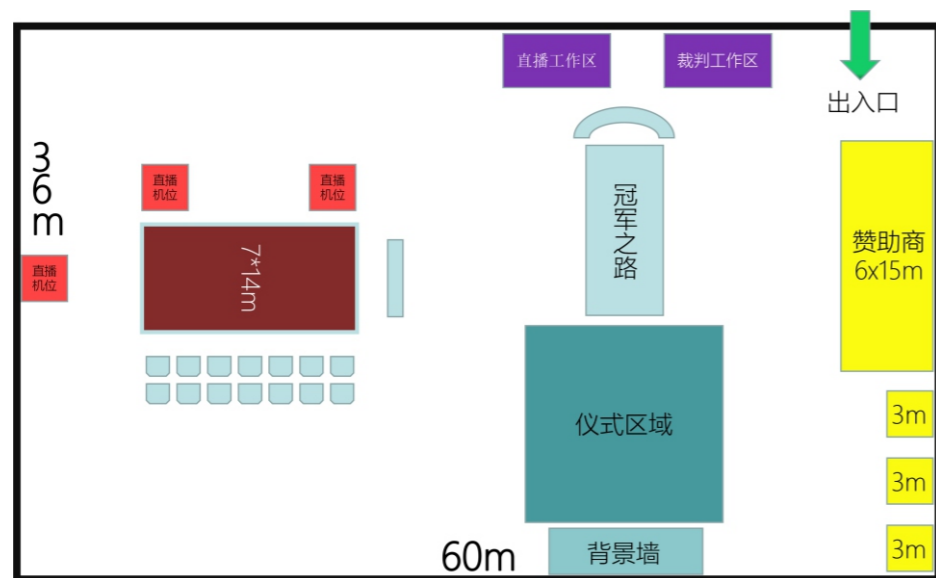 直播工作区
裁判工作区
出入口
3
6
m
直播
机位
直播
机位
直播
机位
7*14m
冠军之路
赞助商
6x15m
仪式区域
3m
3m
3m
60m
背景墙